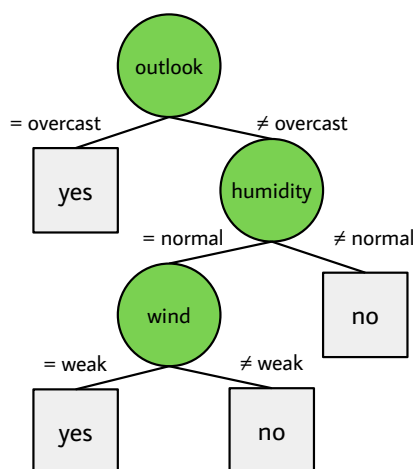 outlook
= overcast
≠ overcast
yes
humidity
= normal
≠ normal
wind
no
= weak
≠ weak
yes
no